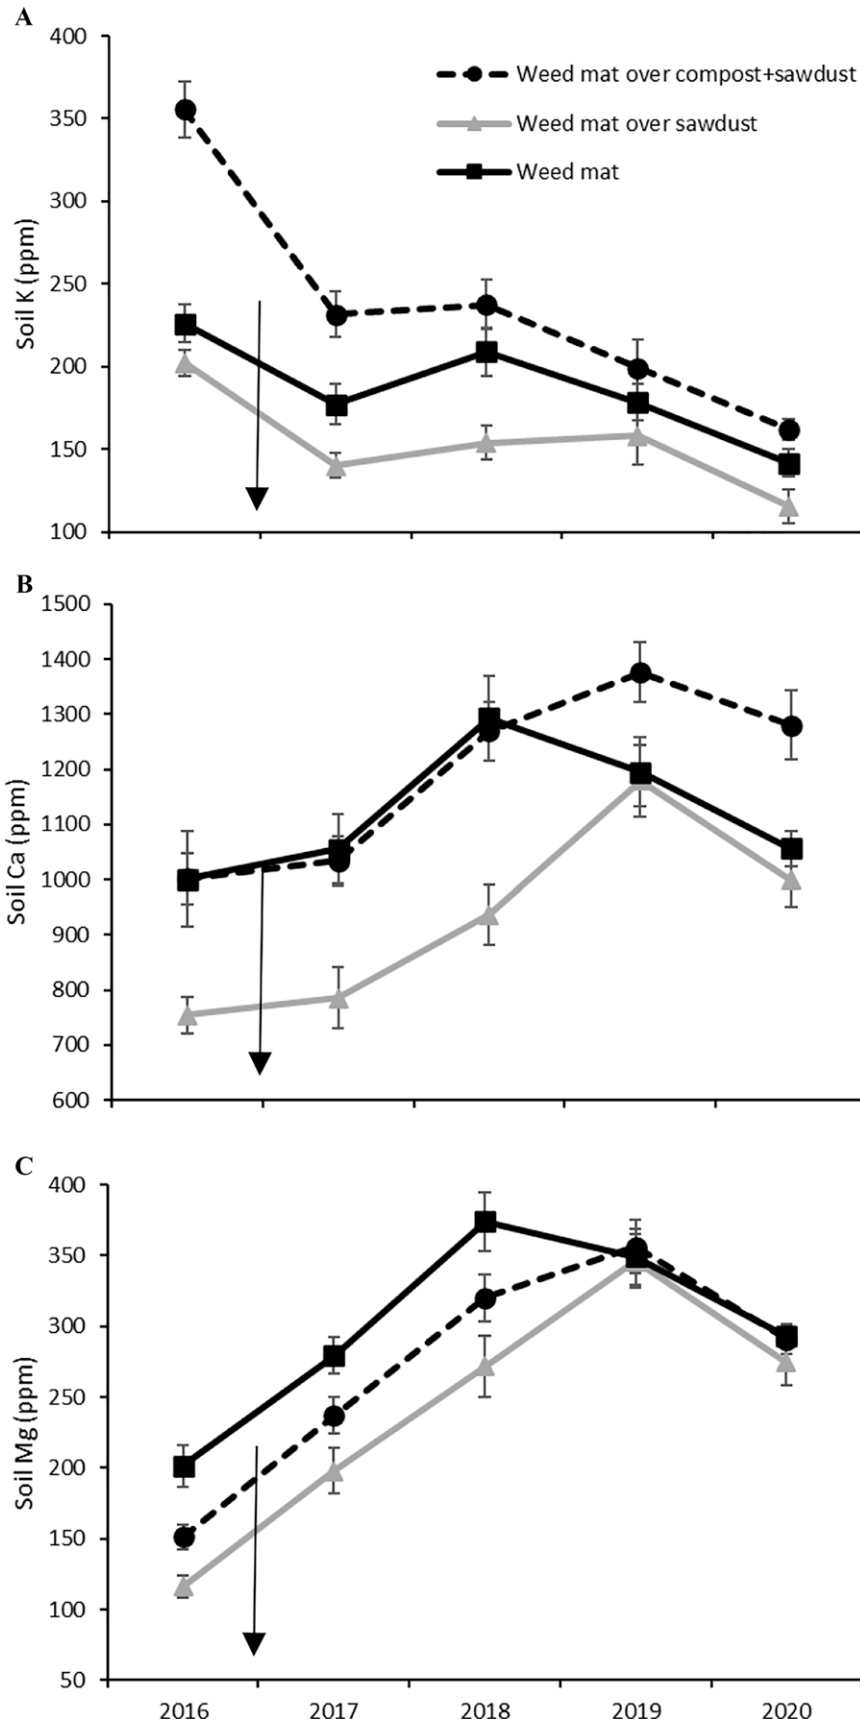 A
400
350
300
250
200
150
100
Soil K (ppm)
Weed mat over compost+sawdust
Weed mat over sawdust
Weed mat
B
1500
1400
1300
1200
1100
1000
900
800
700
600
Soil Ca (ppm)
C
400
350
300
250
200
150
100
50
Soil Mg (ppm)
2016 2017 2018 2019 2020